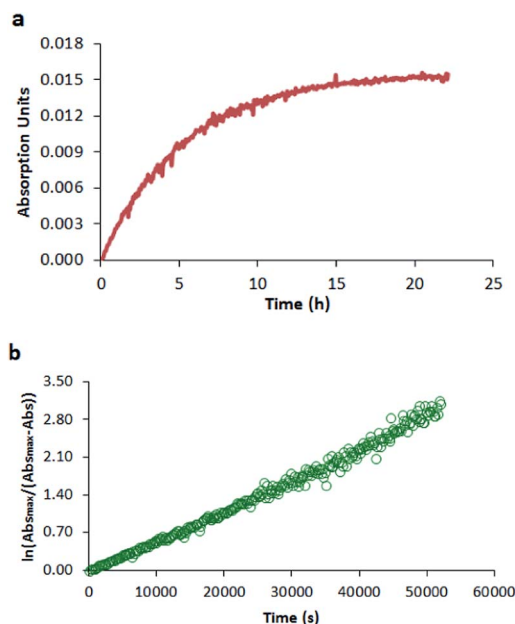 a
0.018
0.015
0.012
0.009
0.006
0.003
0.000
Absorption Units
0 5 10 15 20 25
Time (h)
b
3.50
2.80
2.10
1.40
0.70
0.00
ln(Absmax/(Absmax-Abs))
0 10000 20000 30000 40000 50000 60000
Time (s)